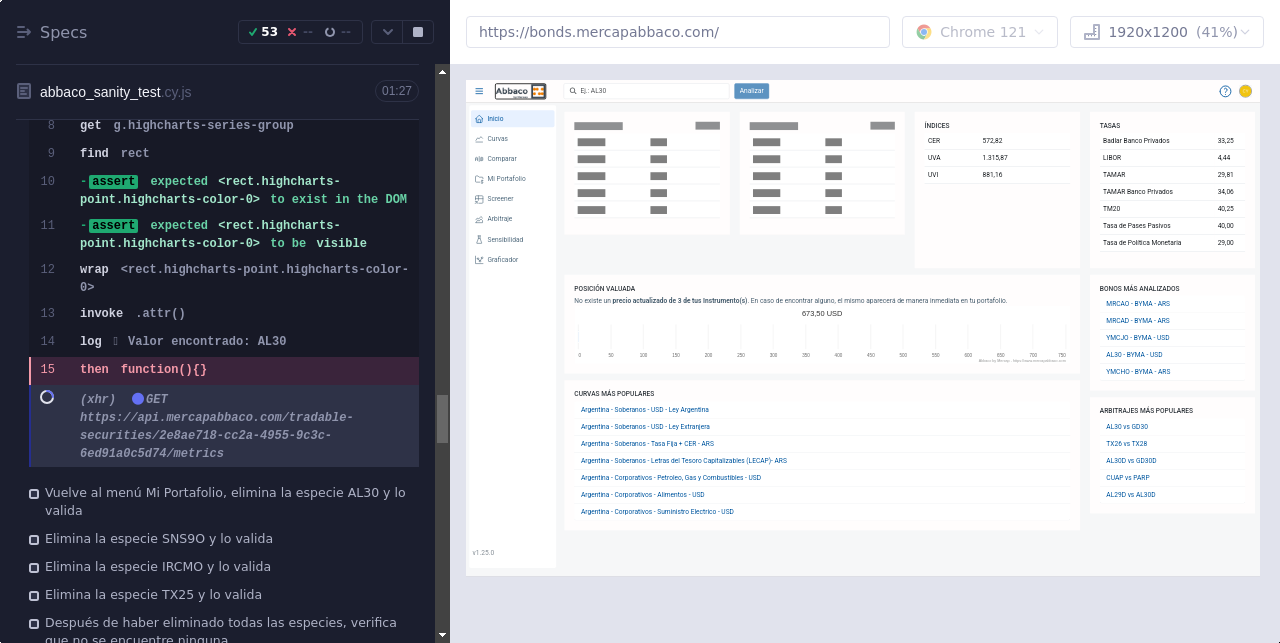 Specs
53
--
--
https://bonds.mercapabbaco.com/
Chrome 121
1920x1200 (41%)
abbaco_sanity_test.cy.js
01:27
8 get g.highcharts-series-group
9 find rect
10 -assert expected <rect.highcharts-
point.highcharts-color-0> to exist in the DOM
11 -assert expected <rect.highcharts-
point.highcharts-color-0> to be visible
12 wrap <rect.highcharts-point.highcharts-color-
0>
13 invoke .attr()
14 log Valor encontrado: AL30
15 then function(){}
(xhr) GET
https://api.mercapabbaco.com/tradable-
securities/2e8ae718-cc2a-4955-9c3c-
6ed91a0c5d74/metrics
Vuelve al menú Mi Portafolio, elimina la especie AL30 y lo
valida
Elimina la especie SNS9O y lo valida
Elimina la especie IRCMO y lo valida
Elimina la especie TX25 y lo valida
Después de haber eliminado todas las especies, verifica
que no se encuentre ninguna
Abbaco
Ej.: AL30
Analizar
Inicio
Curvas
Comparar
Mi Portafolio
Screener
Arbitraje
Sensibilidad
Graficador
v1.25.0
ÍNDICES
CER 572,82
UVA 1.315,87
UVI 881,16
TASAS
Badlar Banco Privados 33,25
LIBOR 4,44
TAMAR 29,81
TAMAR Banco Privados 34,06
TM20 40,25
Tasa de Pases Pasivos 40,00
Tasa de Política Monetaria 29,00
POSICIÓN VALUADA
No existe un precio actualizado de 3 de tus Instrumento(s). En caso de encontrar alguno, el mismo aparecerá de manera inmediata en tu portafolio.
673,50 USD
0 50 100 150 200 250 300 350 400 450 500 550 600 650 700 750
BONOS MÁS ANALIZADOS
MRCAO - BYMA - ARS
MRCAD - BYMA - ARS
YMCJO - BYMA - USD
AL30 - BYMA - USD
YMCHO - BYMA - ARS
CURVAS MÁS POPULARES
Argentina - Soberanos - USD - Ley Argentina
Argentina - Soberanos - USD - Ley Extranjera
Argentina - Soberanos - Tasa Fija + CER - ARS
Argentina - Soberanos - Letras del Tesoro Capitalizables (LECAP)- ARS
Argentina - Corporativos - Petroleo, Gas y Combustibles - USD
Argentina - Corporativos - Alimentos - USD
Argentina - Corporativos - Suministro Electrico - USD
ARBITRAJES MÁS POPULARES
AL30 vs GD30
TX26 vs TX28
AL30D vs GD30D
CUAP vs PARP
AL29D vs AL30D